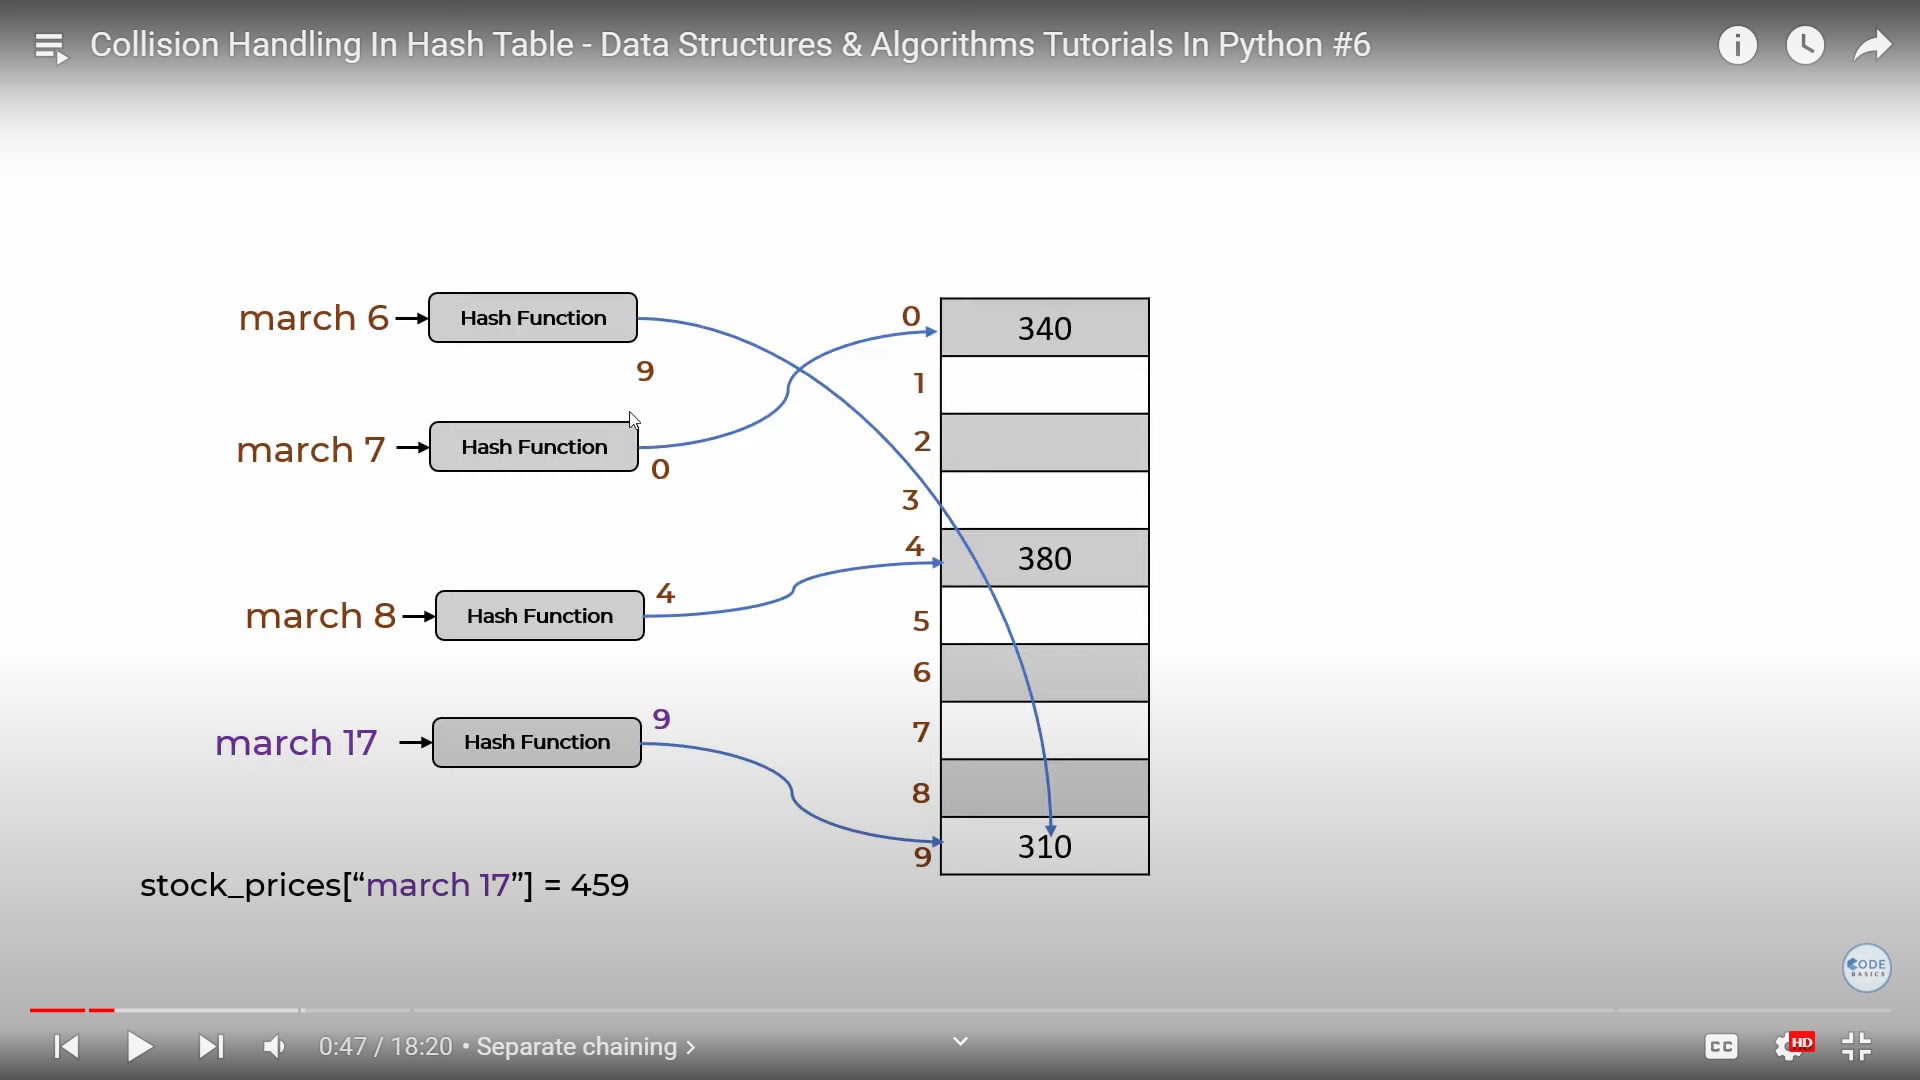 Collision Handling In Hash Table - Data Structures & Algorithms Tutorials In Python #6
march 6
Hash Function
9
march 7
Hash Function
0
march 8
Hash Function
4
march 17
Hash Function
9
0
340
1
2
3
4
380
5
6
7
8
9
310
stock_prices[“march 17”] = 459
CODE
BASICS
0:47 / 18:20 • Separate chaining >
CC
HD